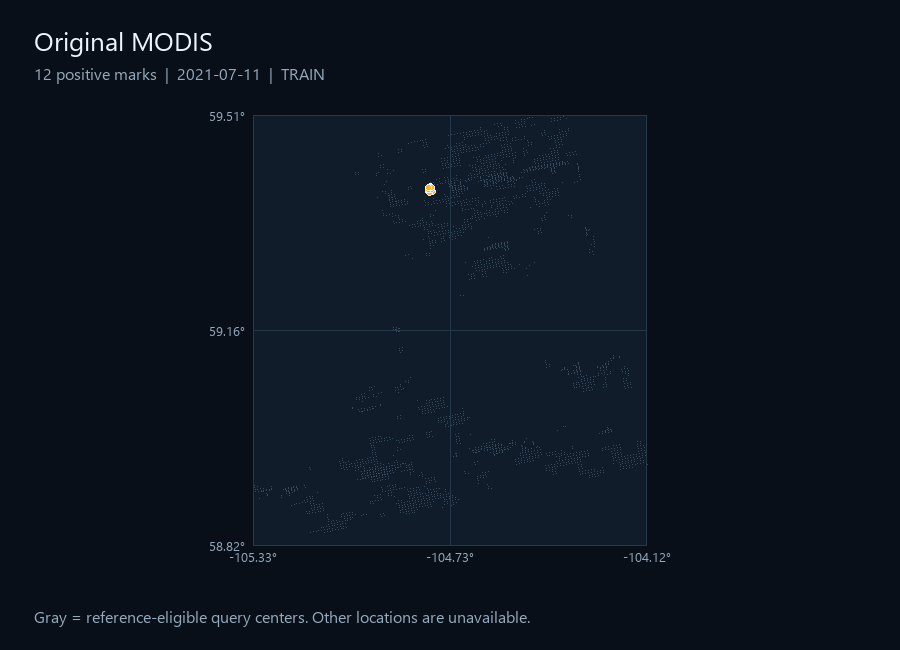 Original MODIS
12 positive marks | 2021-07-11 | TRAIN
59.51°
59.16°
58.82°
-105.33°
-104.73°
-104.12°
Gray = reference-eligible query centers. Other locations are unavailable.